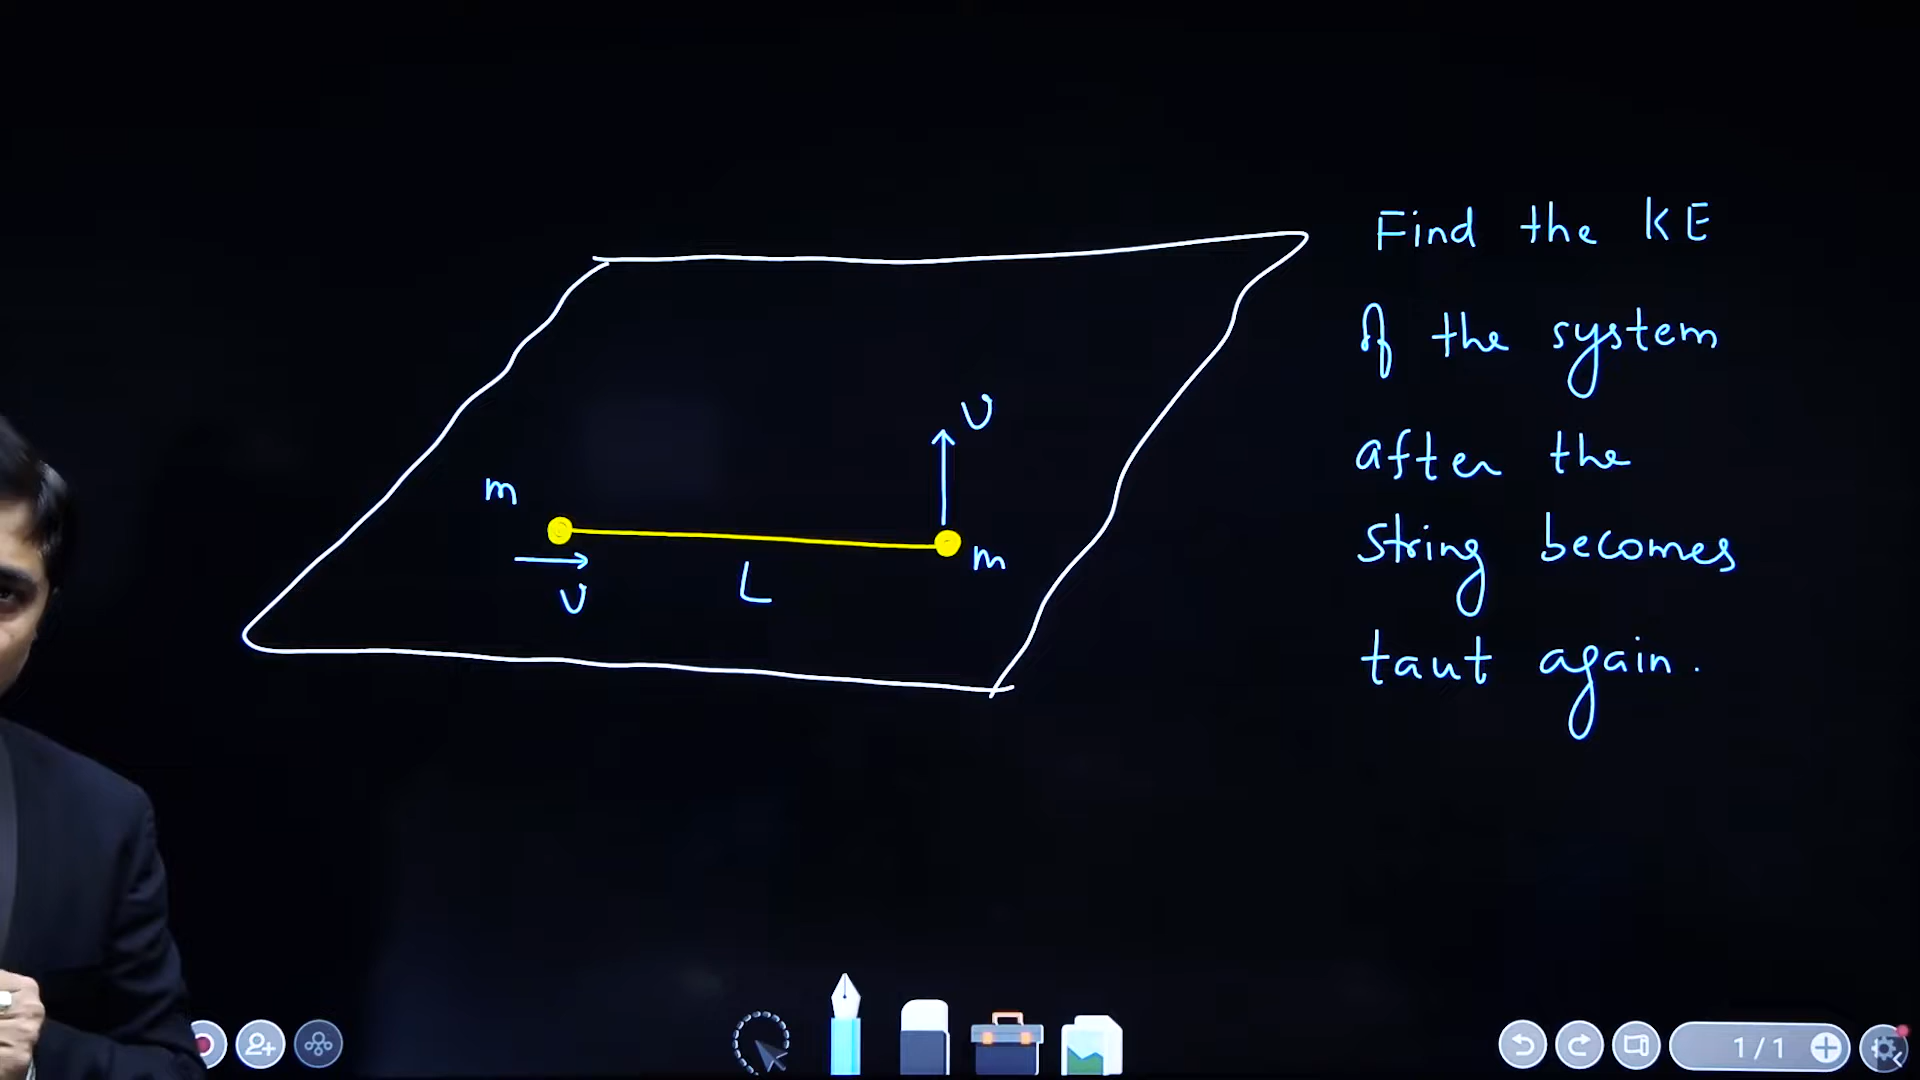 Find the KE
of the system
after the
string becomes
taut again.
v
m
m
L
v
1/1